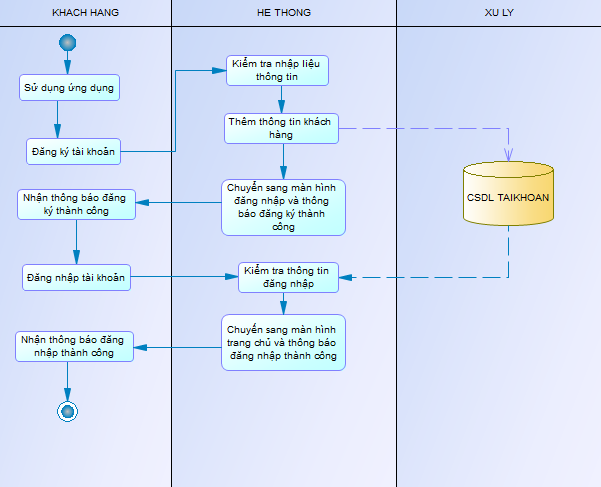 KHACH HANG
HE THONG
XU LY
Sử dụng ứng dụng
Đăng ký tài khoản
Kiểm tra nhập liệu
thông tin
Thêm thông tin khách
hàng
CSDL TAIKHOAN
Chuyển sang màn hình
đăng nhập và thông
báo đăng ký thành
công
Nhận thông báo đăng
ký thành công
Đăng nhập tài khoản
Kiểm tra thông tin
đăng nhập
Chuyển sang màn hình
trang chủ và thông báo
đăng nhập thành công
Nhận thông báo đăng
nhập thành công